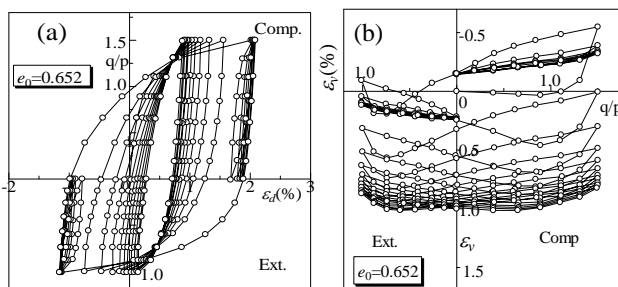 (a)
Comp.
1.5
q/p
1.0
e0=0.652
-2
εd(%)
2
3
1.0
Ext.
(b)
εv(%)
-0.5
1.0
0
1.0
q/p
0.5
1.0
Ext.
εv
Comp
e0=0.652
1.5